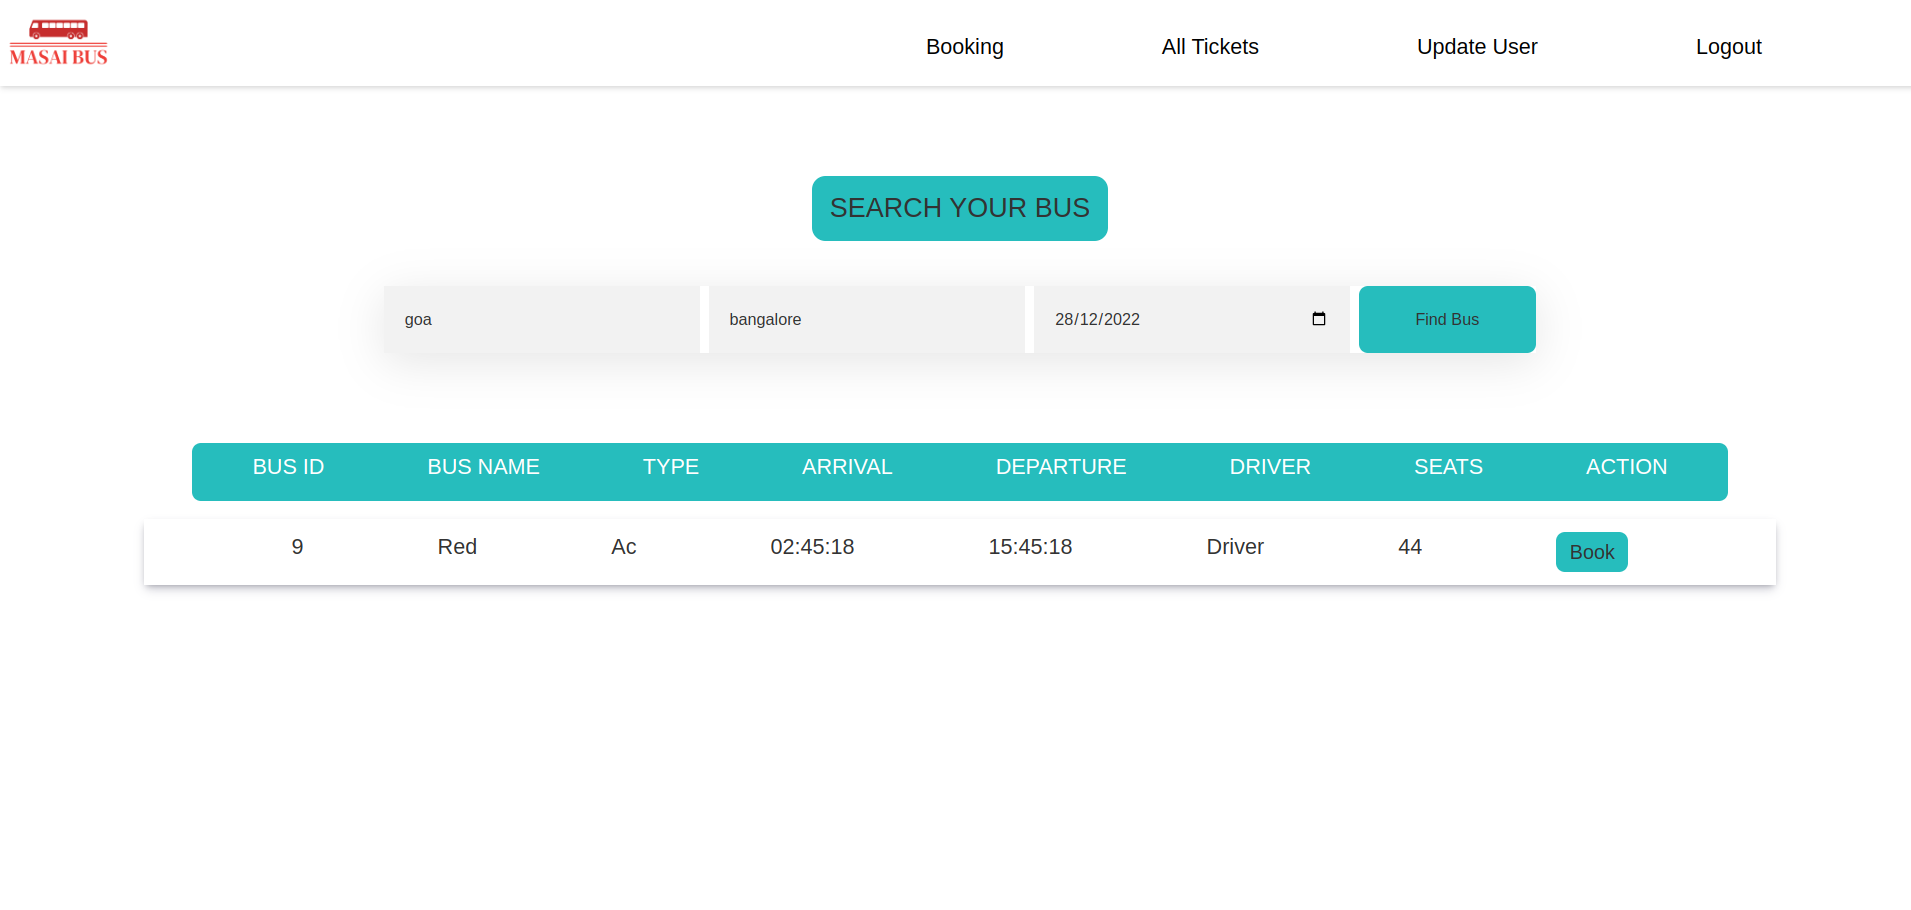 MASAI BUS
Booking All Tickets Update User Logout
SEARCH YOUR BUS
goa bangalore 28/12/2022 Find Bus
BUS ID BUS NAME TYPE ARRIVAL DEPARTURE DRIVER SEATS ACTION
9 Red Ac 02:45:18 15:45:18 Driver 44 Book